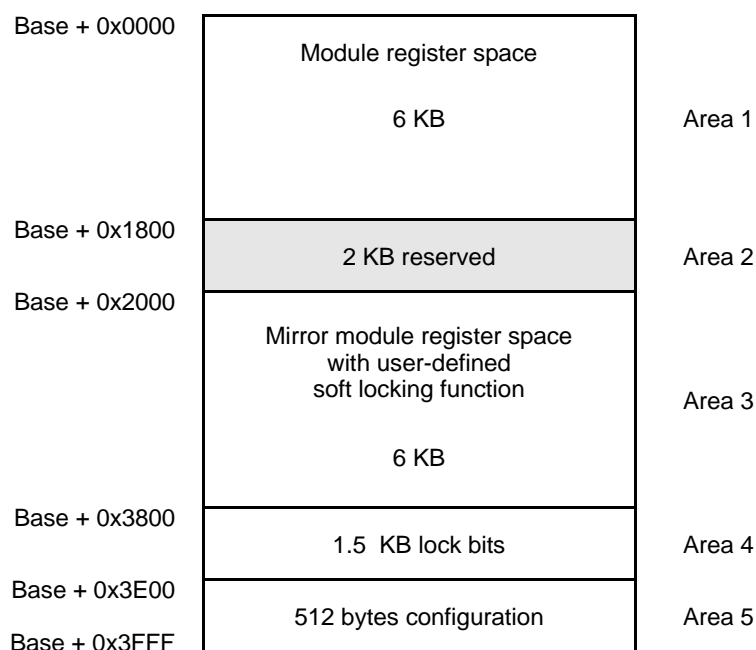 Base + 0x0000
Module register space
6 KB
Area 1
Base + 0x1800
2 KB reserved
Area 2
Base + 0x2000
Mirror module register space
with user-defined
soft locking function
Area 3
6 KB
Base + 0x3800
1.5 KB lock bits
Area 4
Base + 0x3E00
512 bytes configuration
Area 5
Base + 0x3FFF